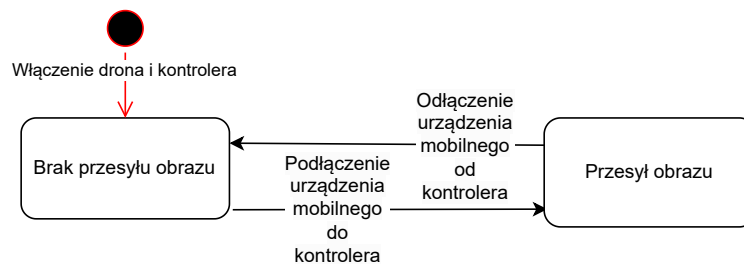 Włączenie drona i kontrolera
Brak przesyłu obrazu
Odłączenie
urządzenia
mobilnego
od
kontrolera
Podłączenie
urządzenia
mobilnego
do
kontrolera
Przesył obrazu